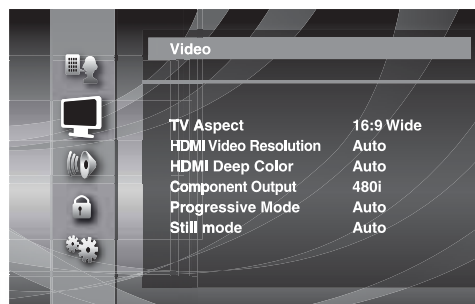 Video
TV Aspect 16:9 Wide
HDMI Video Resolution Auto
HDMI Deep Color Auto
Component Output 480i
Progressive Mode Auto
Still mode Auto